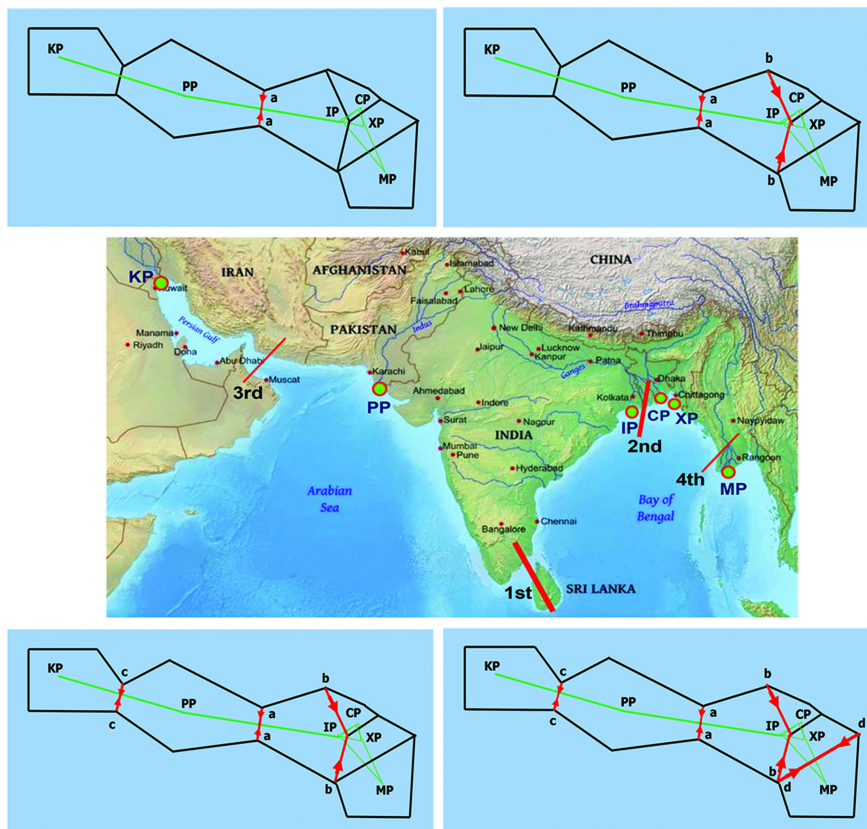 KP
PP
a
a
IP
CP
XP
MP
KP
PP
a
a
b
b
IP
CP
XP
MP
KP
Kuwait
IRAN
AFGHANISTAN
Kabul
Islamabad
CHINA
Lahore
Faisalabad
Brahmaputra
Persian Gulf
PAKISTAN
Indus
New Delhi
Kathmandu
Thimphu
Manama
Riyadh
Doha
Abu Dhabi
Jaipur
Lucknow
Kanpur
Patna
Ganges
3rd
Muscat
Karachi
PP
Ahmedabad
Indore
Kolkata
Dhaka
Chittagong
IP
CP
XP
2nd
Surat
Nagpur
INDIA
Naypyidaw
Mumbai
Pune
Hyderabad
4th
Rangoon
MP
Arabian
Sea
Bay of
Bengal
Bangalore
Chennai
1st
SRI LANKA
KP
c
c
PP
a
a
b
b
IP
CP
XP
MP
KP
c
c
PP
a
a
b
b
d
d
IP
CP
XP
MP